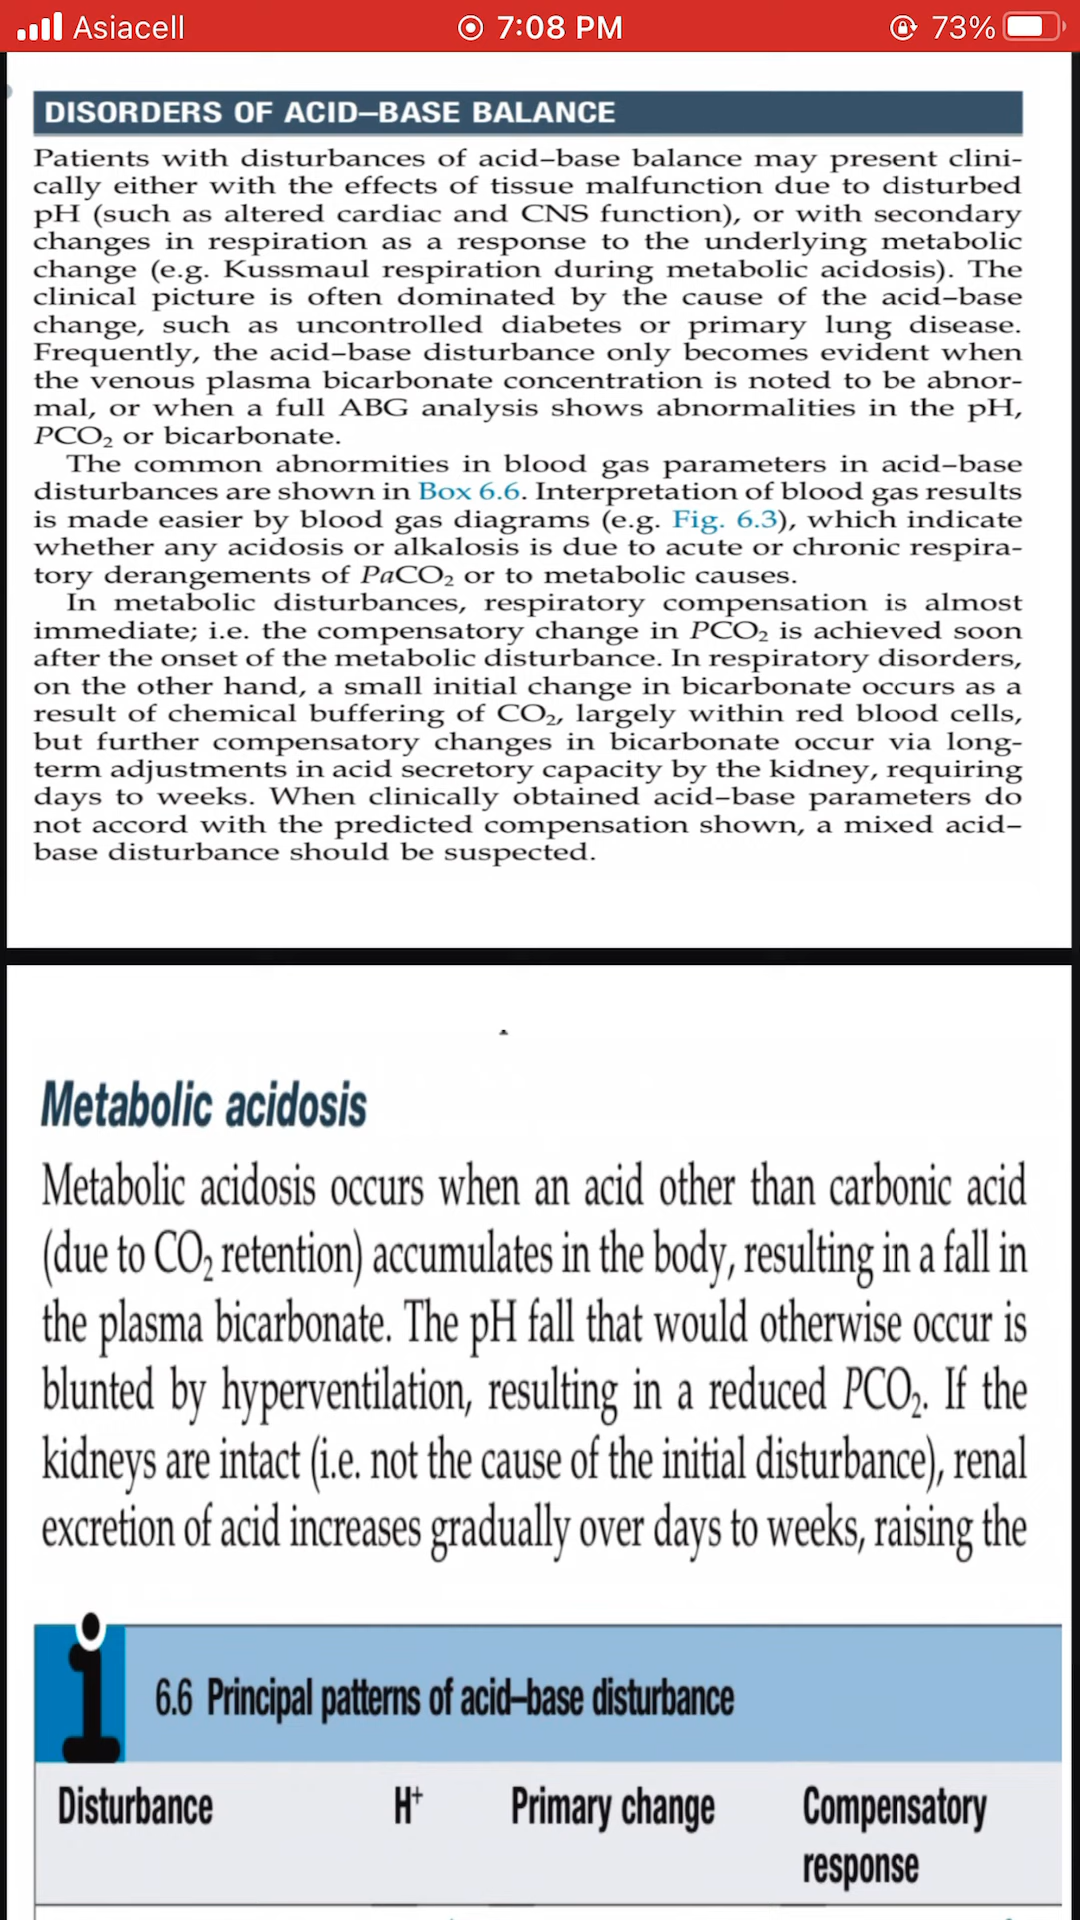 Asiacell
7:08 PM
73%
DISORDERS OF ACID–BASE BALANCE
Patients with disturbances of acid–base balance may present clini-
cally either with the effects of tissue malfunction due to disturbed
pH (such as altered cardiac and CNS function), or with secondary
changes in respiration as a response to the underlying metabolic
change (e.g. Kussmaul respiration during metabolic acidosis). The
clinical picture is often dominated by the cause of the acid–base
change, such as uncontrolled diabetes or primary lung disease.
Frequently, the acid–base disturbance only becomes evident when
the venous plasma bicarbonate concentration is noted to be abnor-
mal, or when a full ABG analysis shows abnormalities in the pH,
PCO₂ or bicarbonate.
The common abnormities in blood gas parameters in acid–base
disturbances are shown in Box 6.6. Interpretation of blood gas results
is made easier by blood gas diagrams (e.g. Fig. 6.3), which indicate
whether any acidosis or alkalosis is due to acute or chronic respira-
tory derangements of PaCO₂ or to metabolic causes.
In metabolic disturbances, respiratory compensation is almost
immediate; i.e. the compensatory change in PCO₂ is achieved soon
after the onset of the metabolic disturbance. In respiratory disorders,
on the other hand, a small initial change in bicarbonate occurs as a
result of chemical buffering of CO₂, largely within red blood cells,
but further compensatory changes in bicarbonate occur via long-
term adjustments in acid secretory capacity by the kidney, requiring
days to weeks. When clinically obtained acid–base parameters do
not accord with the predicted compensation shown, a mixed acid–
base disturbance should be suspected.
Metabolic acidosis
Metabolic acidosis occurs when an acid other than carbonic acid
(due to CO₂ retention) accumulates in the body, resulting in a fall in
the plasma bicarbonate. The pH fall that would otherwise occur is
blunted by hyperventilation, resulting in a reduced PCO₂. If the
kidneys are intact (i.e. not the cause of the initial disturbance), renal
excretion of acid increases gradually over days to weeks, raising the
i
6.6 Principal patterns of acid–base disturbance
Disturbance H⁺ Primary change Compensatory
response